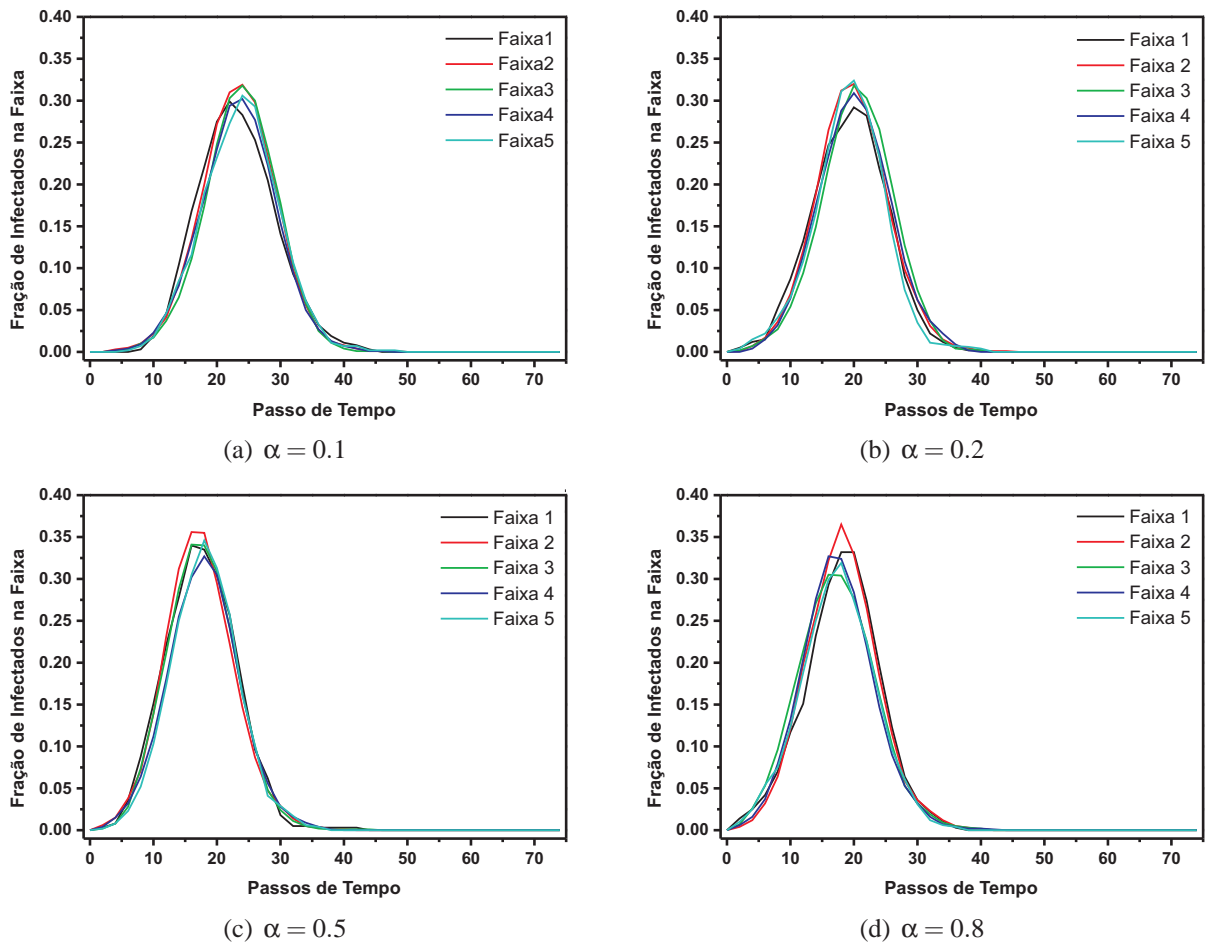 0.40
0.35
0.30
0.25
0.20
0.15
0.10
0.05
0.00
Fração de Infectados na Faixa
Faixa1
Faixa2
Faixa3
Faixa4
Faixa5
0 10 20 30 40 50 60 70
Passo de Tempo
(a) α = 0.1
0.40
0.35
0.30
0.25
0.20
0.15
0.10
0.05
0.00
Fração de Infectados na Faixa
Faixa 1
Faixa 2
Faixa 3
Faixa 4
Faixa 5
0 10 20 30 40 50 60 70
Passos de Tempo
(b) α = 0.2
0.40
0.35
0.30
0.25
0.20
0.15
0.10
0.05
0.00
Fração de Infectados na Faixa
Faixa 1
Faixa 2
Faixa 3
Faixa 4
Faixa 5
0 10 20 30 40 50 60 70
Passos de Tempo
(c) α = 0.5
0.40
0.35
0.30
0.25
0.20
0.15
0.10
0.05
0.00
Fração de Infectados na Faixa
Faixa 1
Faixa 2
Faixa 3
Faixa 4
Faixa 5
0 10 20 30 40 50 60 70
Passos de Tempo
(d) α = 0.8